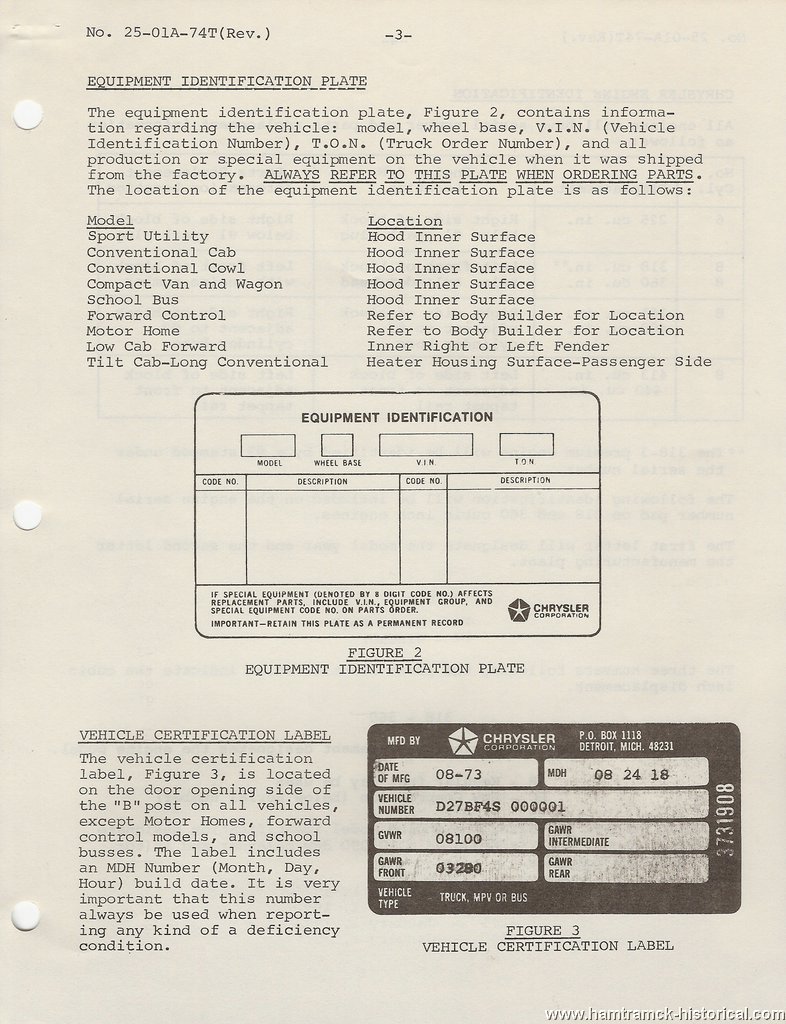 No. 25-01A-74T(Rev.)
-3-
EQUIPMENT IDENTIFICATION PLATE
The equipment identification plate, Figure 2, contains informa-
tion regarding the vehicle: model, wheel base, V.I.N. (Vehicle
Identification Number), T.O.N. (Truck Order Number), and all
production or special equipment on the vehicle when it was shipped
from the factory. ALWAYS REFER TO THIS PLATE WHEN ORDERING PARTS.
The location of the equipment identification plate is as follows:
Model Location
Sport Utility Hood Inner Surface
Conventional Cab Hood Inner Surface
Conventional Cowl Hood Inner Surface
Compact Van and Wagon Hood Inner Surface
School Bus Hood Inner Surface
Forward Control Refer to Body Builder for Location
Motor Home Refer to Body Builder for Location
Low Cab Forward Inner Right or Left Fender
Tilt Cab-Long Conventional Heater Housing Surface-Passenger Side
EQUIPMENT IDENTIFICATION
MODEL WHEEL BASE V.I.N. T.O.N
CODE NO. DESCRIPTION CODE NO. DESCRIPTION
IF SPECIAL EQUIPMENT (DENOTED BY 8 DIGIT CODE NO.) AFFECTS
REPLACEMENT PARTS, INCLUDE V.I.N., EQUIPMENT GROUP, AND
SPECIAL EQUIPMENT CODE NO. ON PARTS ORDER.
IMPORTANT—RETAIN THIS PLATE AS A PERMANENT RECORD
CHRYSLER
CORPORATION
FIGURE 2
EQUIPMENT IDENTIFICATION PLATE
VEHICLE CERTIFICATION LABEL
The vehicle certification
label, Figure 3, is located
on the door opening side of
the "B" post on all vehicles,
except Motor Homes, forward
control models, and school
busses. The label includes
an MDH Number (Month, Day,
Hour) build date. It is very
important that this number
always be used when report-
ing any kind of a deficiency
condition.
MFD BY CHRYSLER CORPORATION
P.O. BOX 1118
DETROIT, MICH. 48231
DATE OF MFG 08-73 MDH 08 24 18
VEHICLE NUMBER D27BF4S 000001
GVWR 08100 GAWR INTERMEDIATE
GAWR FRONT 03280 GAWR REAR
VEHICLE TYPE TRUCK, MPV OR BUS
3731908
FIGURE 3
VEHICLE CERTIFICATION LABEL
www.hamtramck-historical.com